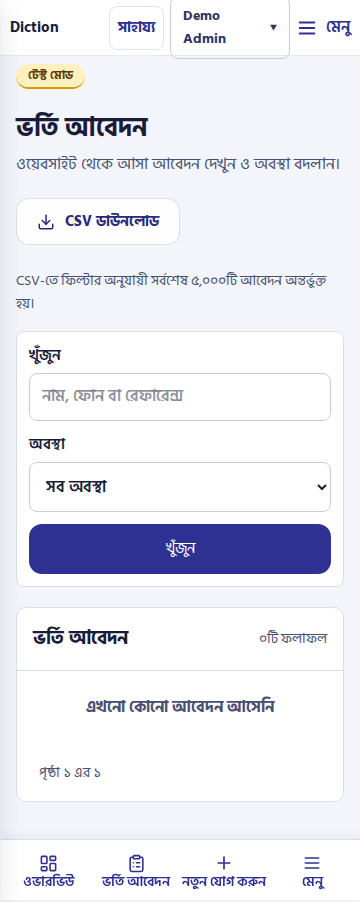 Diction
সাহায্য
Demo
Admin
মেনু
টেস্ট মোড
ভর্তি আবেদন
ওয়েবসাইট থেকে আসা আবেদন দেখুন ও অবস্থা বদলান।
CSV ডাউনলোড
CSV-তে ফিল্টার অনুযায়ী সর্বশেষ ৫,০০০টি আবেদন অন্তর্ভুক্ত
হয়।
খুঁজুন
নাম, ফোন বা রেফারেন্স
অবস্থা
সব অবস্থা
খুঁজুন
ভর্তি আবেদন
০টি ফলাফল
এখনো কোনো আবেদন আসেনি
পৃষ্ঠা ১ এর ১
ওভারভিউ
ভর্তি আবেদন
নতুন যোগ করুন
মেনু